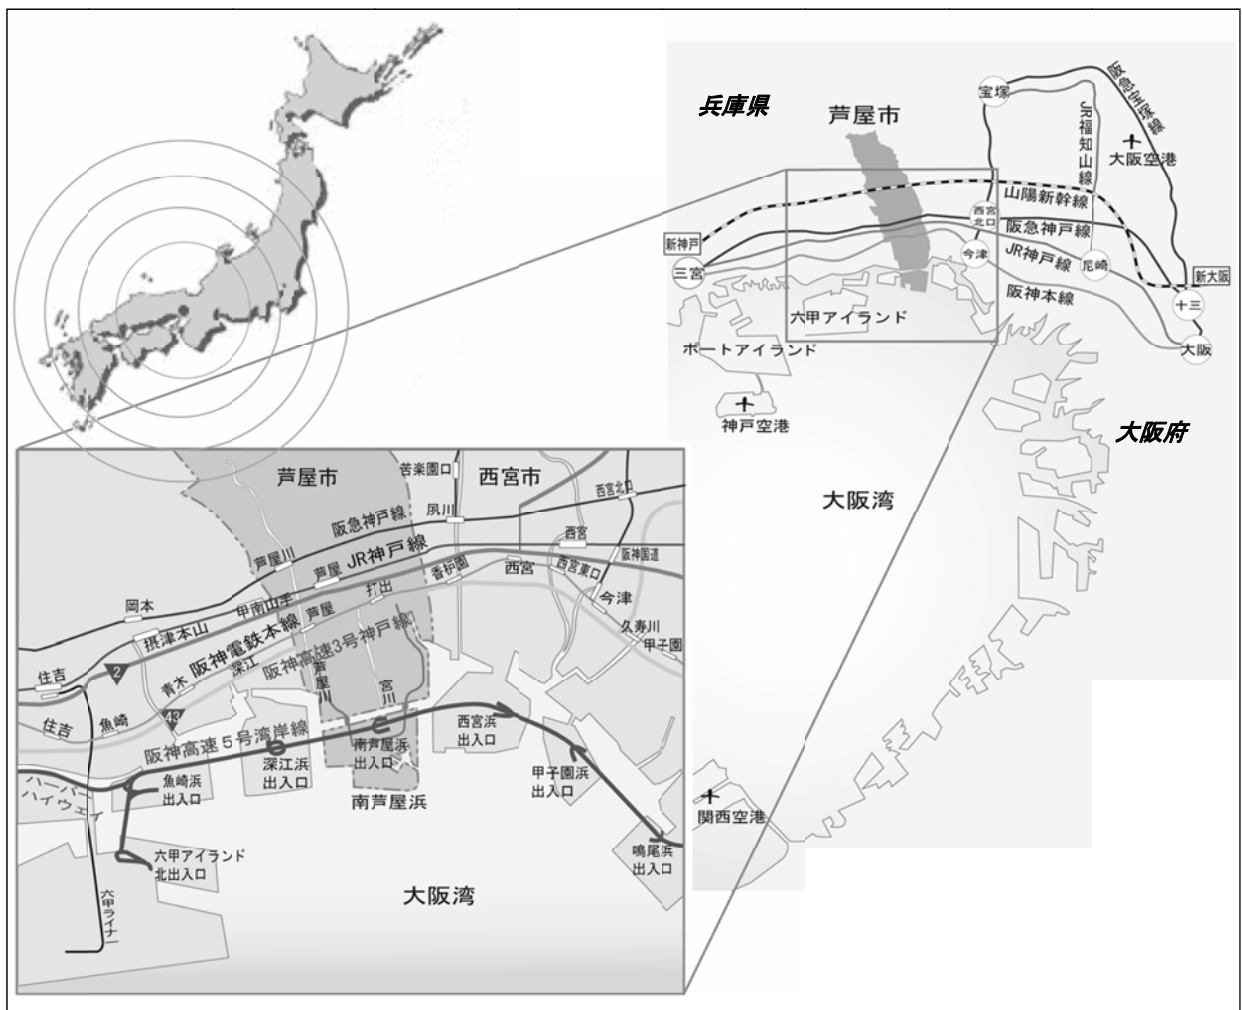 兵庫県
芦屋市
宝塚
阪急宝塚線
JR福知山線
大阪空港
山陽新幹線
西宮
北口
阪急神戸線
新神戸
三宮
今津
JR神戸線
尼崎
新大阪
阪神本線
十三
大阪
六甲アイランド
ポートアイランド
神戸空港
大阪府
大阪湾
関西空港
芦屋市
苦楽園口
西宮市
西宮北口
夙川
阪急神戸線
西宮
阪神国道
芦屋川
JR神戸線
芦屋
香枦園
西宮
西宮東口
打出
今津
岡本
甲南山手
芦屋
久寿川
摂津本山
阪神電鉄本線
阪神高速3号神戸線
甲子園
2
深江
住吉
青木
芦屋川
宮川
43
住吉
魚崎
阪神高速5号湾岸線
西宮浜
出入口
南芦屋浜
出入口
深江浜
出入口
甲子園浜
出入口
ハーバー
ハイウェイ
魚崎浜
出入口
南芦屋浜
鳴尾浜
出入口
六甲アイランド
北出入口
六甲ライナー
大阪湾